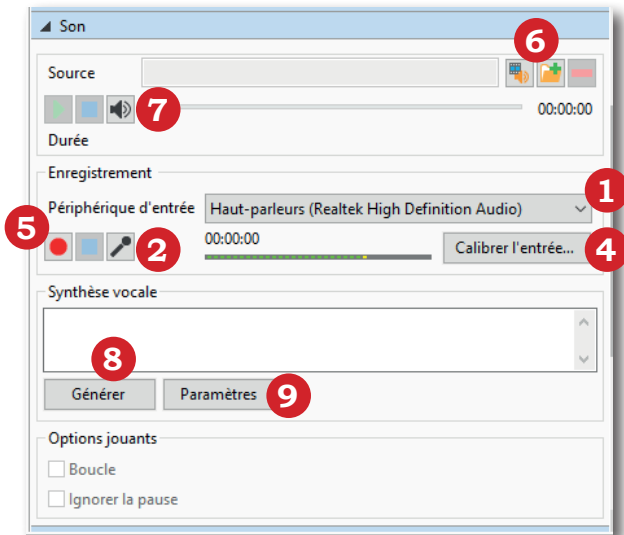 Son
6
Source
7
00:00:00
Durée
Enregistrement
1
Périphérique d'entrée Haut-parleurs (Realtek High Definition Audio)
5
2
00:00:00
Calibrer l'entrée...
4
Synthèse vocale
8
Générer Paramètres
9
Options jouants
Boucle
Ignorer la pause